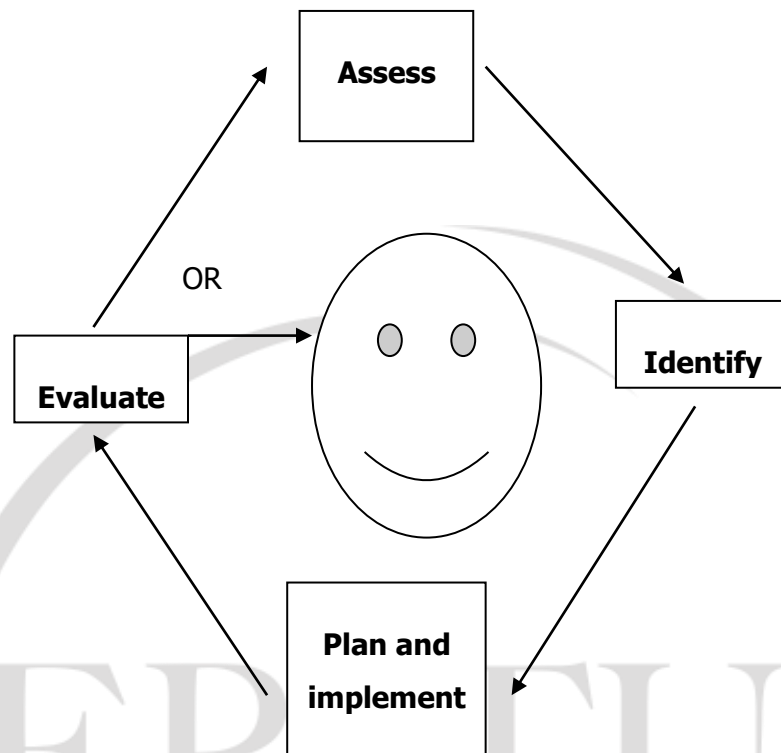 Assess
OR
Identify
Evaluate
Plan and
implement